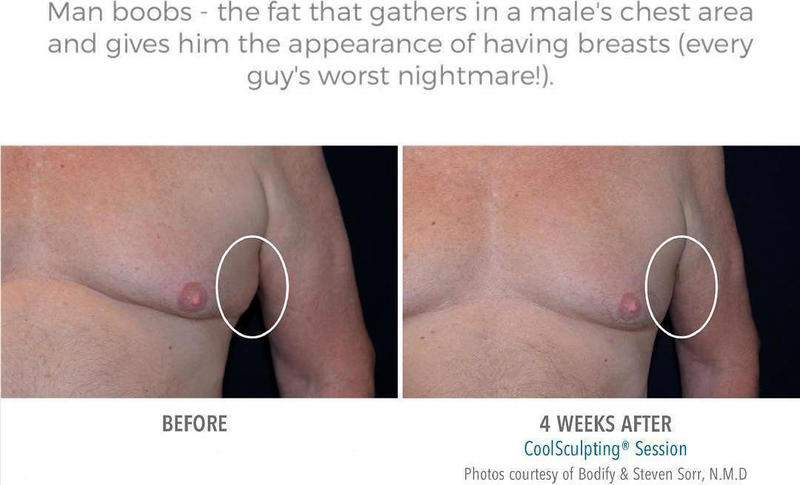 Man boobs - the fat that gathers in a male's chest area
and gives him the appearance of having breasts (every
guy's worst nightmare!).
BEFORE
4 WEEKS AFTER
CoolSculpting® Session
Photos courtesy of Bodify & Steven Sorr, N.M.D